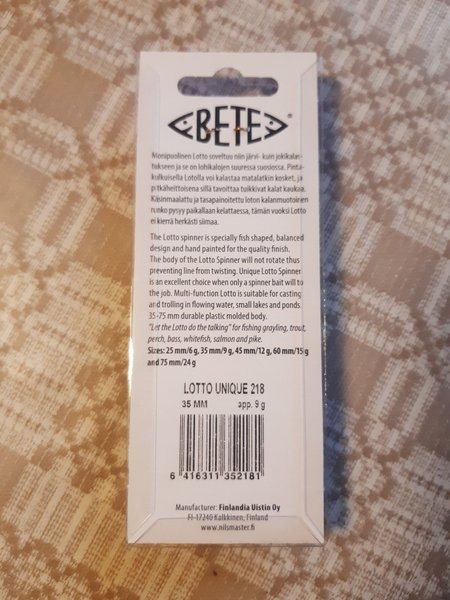 BETE®
Monipuolinen Lotto soveltuu niin järvi- kuin jokikalas-
tukseen ja se on lohikalojen suuressa suosiossa. Pinta-
kulkuisella Lotolla voi kalastaa matalatkin kosket, ja
pitkäheittoisena sillä tavoittaa tuikkivat kalat kaukaa.
Käsinmaalattu ja tasapainoitettu loton kalanmuotoinen
runko pysyy paikallaan kelattaessa, tämän vuoksi Lotto
ei kierrä herkästi siimaa.
The Lotto spinner is specially fish shaped, balanced
design and hand painted for the quality finish.
The body of the Lotto Spinner will not rotate thus
preventing line from twisting. Unique Lotto Spinner
is an excellent choice when only a spinner bait will to
the job. Multi-function Lotto is suitable for casting
and trolling in flowing water, small lakes and ponds.
35-75 mm durable plastic molded body.
"Let the Lotto do the talking" for fishing grayling, trout,
perch, bass, whitefish, salmon and pike.
Sizes: 25 mm/6 g, 35 mm/9 g, 45 mm/12 g, 60 mm/15 g
and 75 mm/24 g
LOTTO UNIQUE 218
35 MM app. 9 g
6 416311 352181
Manufacturer: Finlandia Uistin Oy
FI-17240 Kalkkinen, Finland
www.nilsmaster.fi